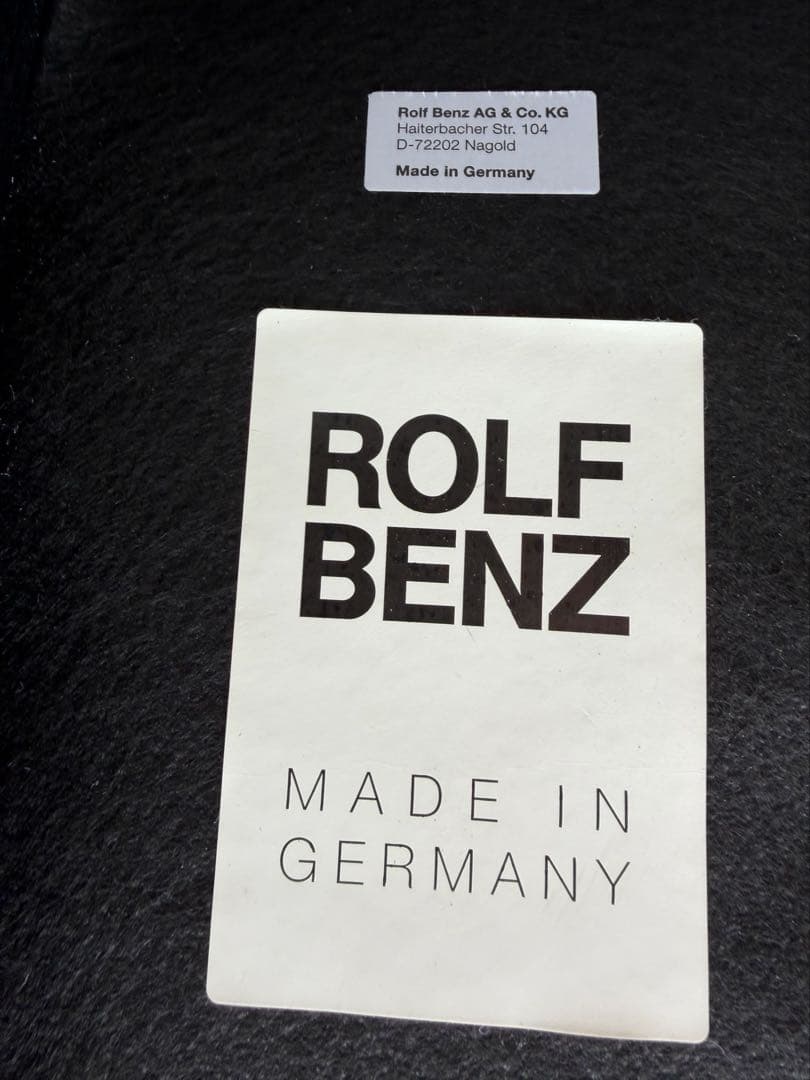 Rolf Benz AG & Co. KG
Haiterbacher Str. 104
D-72202 Nagold
Made in Germany
ROLF
BENZ
MADE IN
GERMANY